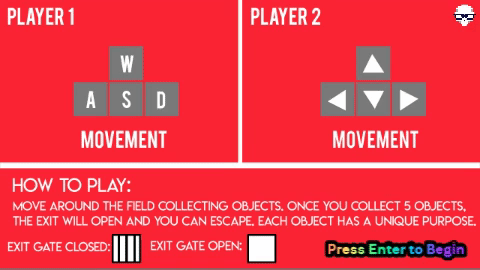 PLAYER 1
PLAYER 2
W
A S D
MOVEMENT
MOVEMENT
HOW TO PLAY:
MOVE AROUND THE FIELD COLLECTING OBJECTS. ONCE YOU COLLECT 5 OBJECTS,
THE EXIT WILL OPEN AND YOU CAN ESCAPE. EACH OBJECT HAS A UNIQUE PURPOSE.
EXIT GATE CLOSED: EXIT GATE OPEN:
Press Enter to Begin